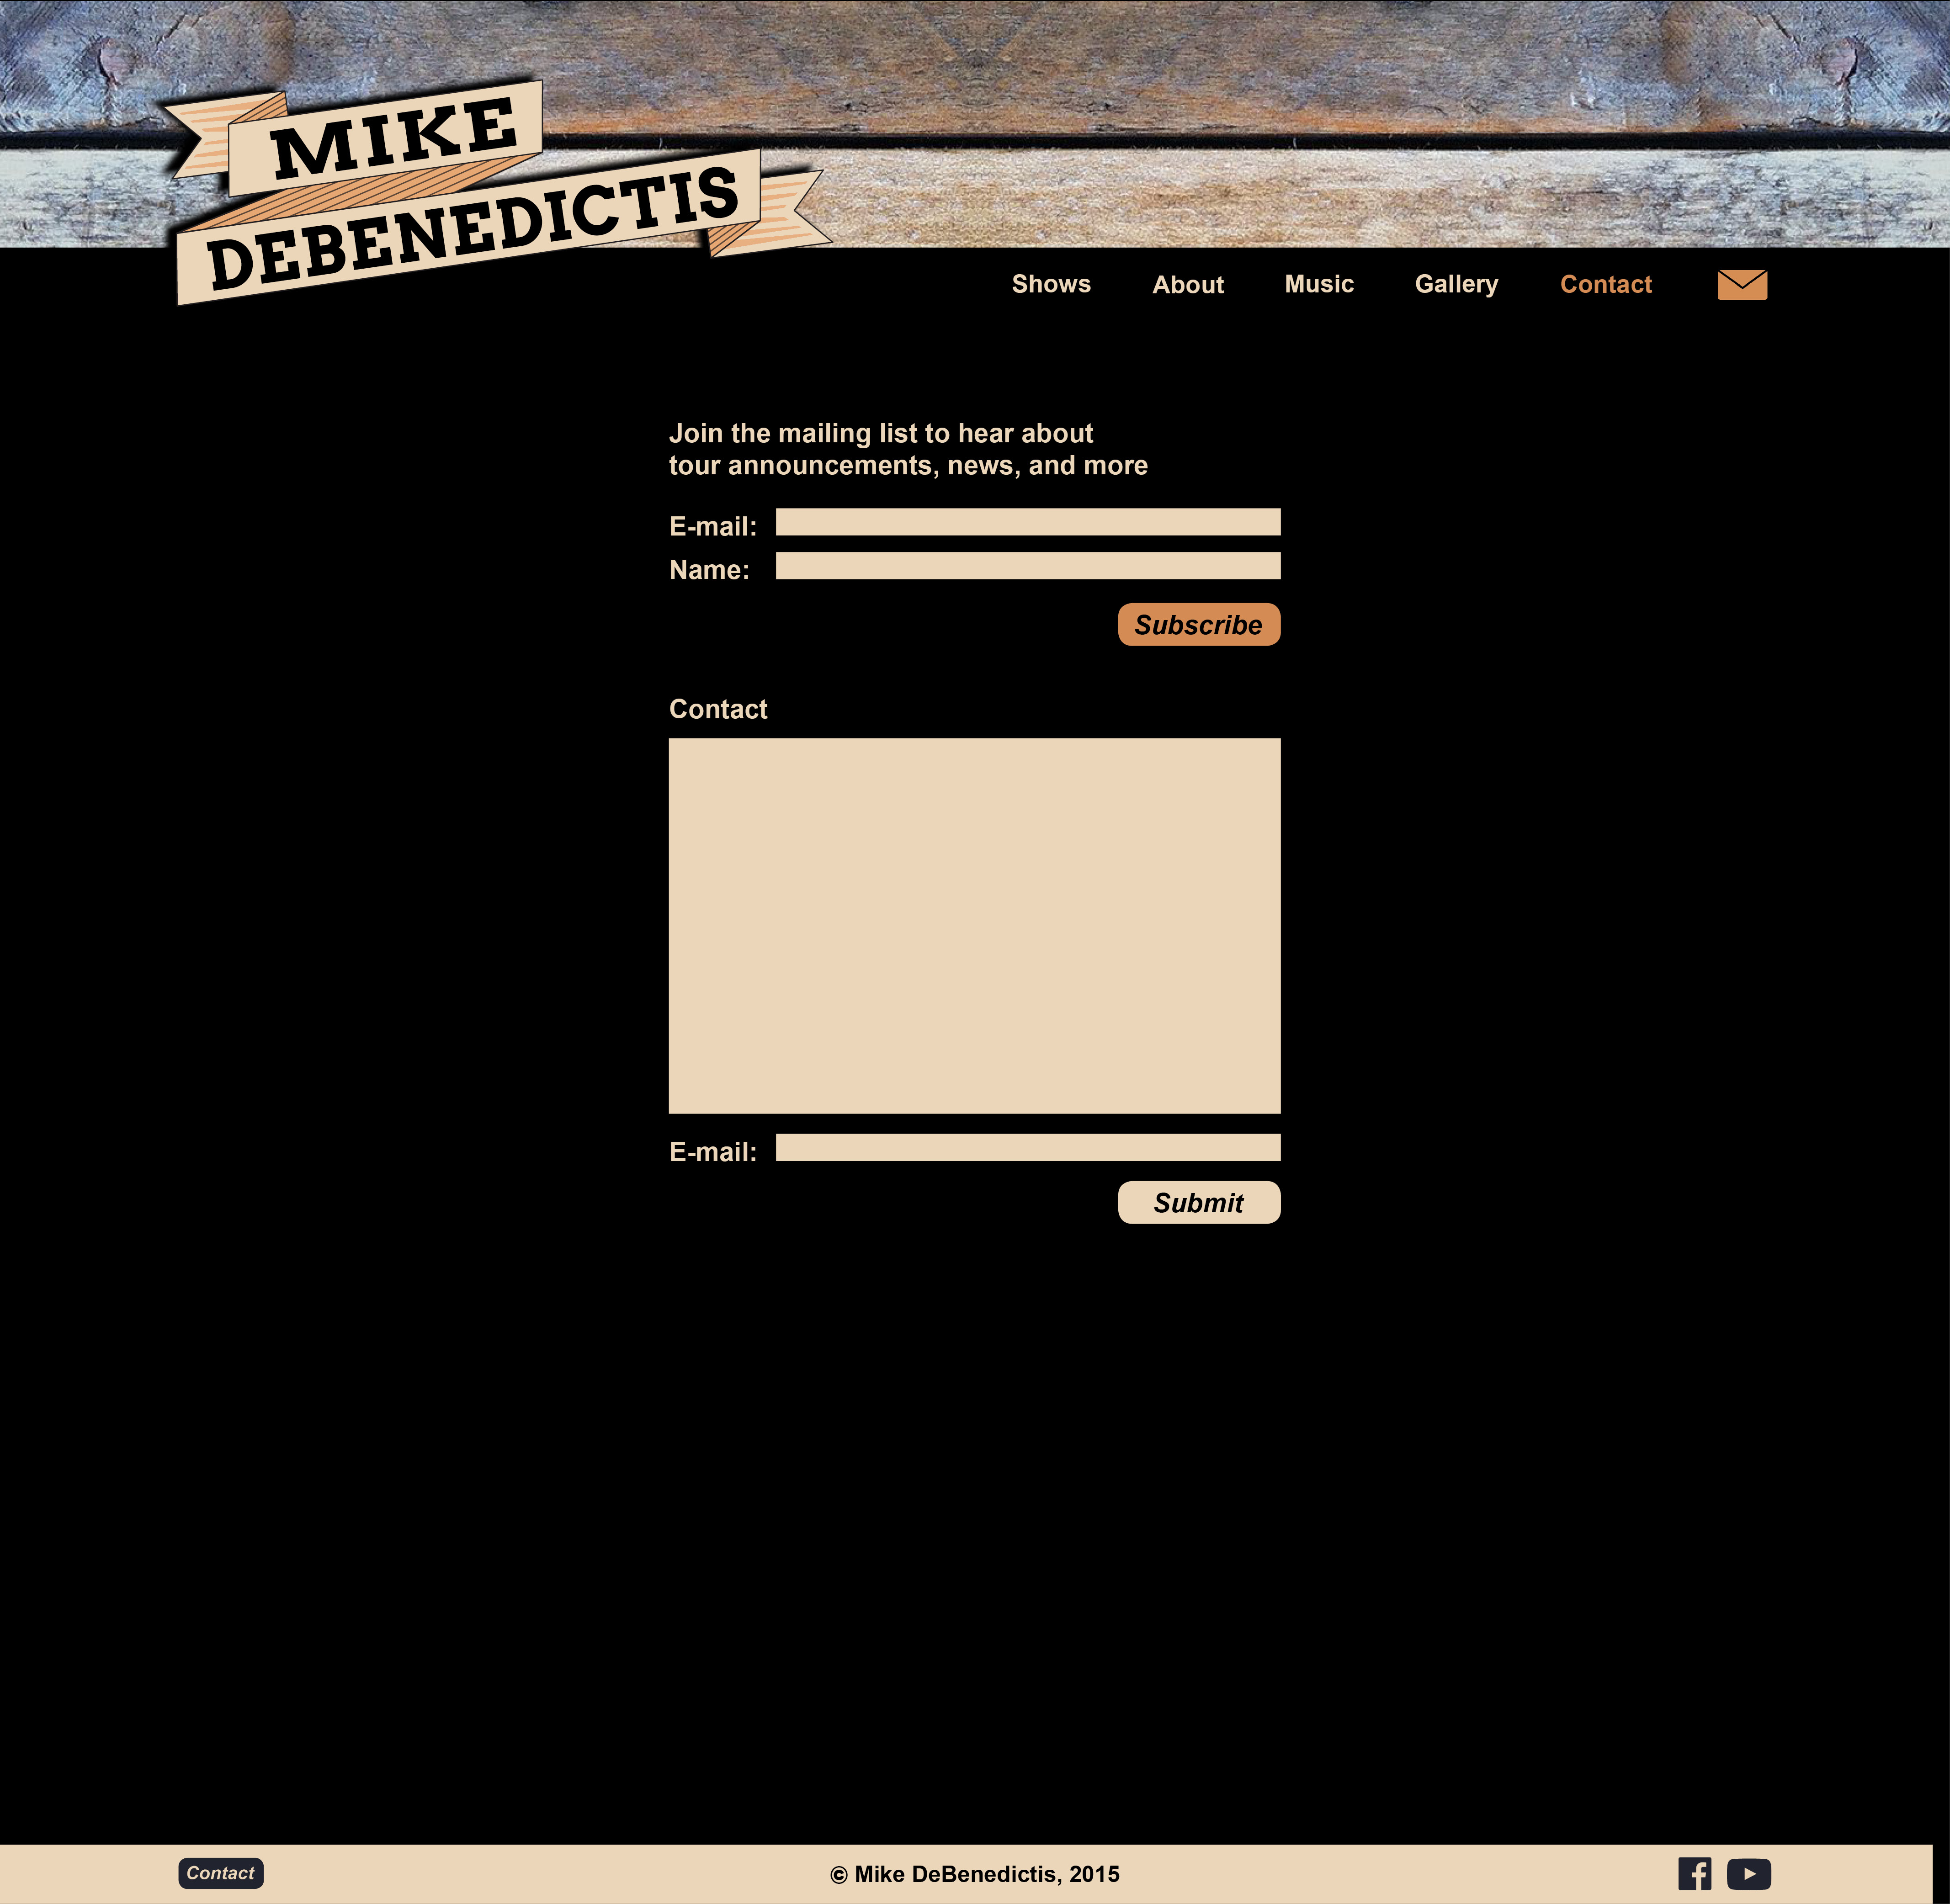 MIKE
DEBENEDICTIS
Shows About Music Gallery Contact
Join the mailing list to hear about
tour announcements, news, and more
E-mail:
Name:
Subscribe
Contact
E-mail:
Submit
Contact © Mike DeBenedictis, 2015